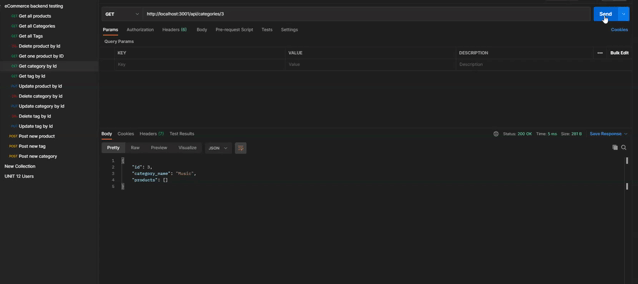 eCommerce backend testing
GET Get all products
GET Get all Categories
GET Get all Tags
DEL Delete product by Id
GET Get one product by ID
GET Get category by Id
GET Get tag by id
PUT Update product by id
DEL Delete category by Id
PUT Update category by Id
DEL Delete tag by Id
PUT Update tag by Id
POST Post new product
POST Post new tag
POST Post new category
New Collection
UNIT 12 Users
GET http://localhost:3001/api/categories/3 Send
Params Authorization Headers Body Pre-request Script Tests Settings Cookies
Query Params
KEY VALUE DESCRIPTION Bulk Edit
Key Value Description
Body Cookies Headers Test Results Status: 200 OK Time: 5 ms Size: 281 B Save Response
Pretty Raw Preview Visualize JSON
1 {
2 "id": 3,
3 "category_name": "Music",
4 "products": []
5 }